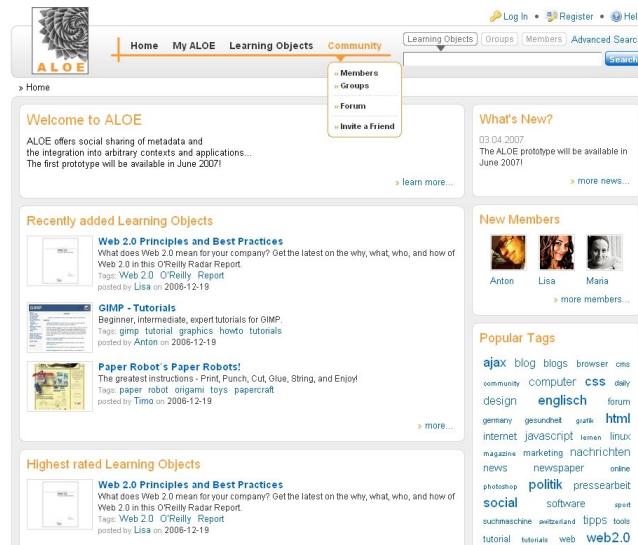 Log In • Register • Hel
ALOE
Home My ALOE Learning Objects Community
Learning Objects Groups Members Advanced Searc
Search
» Members
» Groups
» Forum
» Invite a Friend
» Home
Welcome to ALOE
ALOE offers social sharing of metadata and
the integration into arbitrary contexts and applications...
The first prototype will be available in June 2007!
» learn more...
Recently added Learning Objects
Web 2.0 Principles and Best Practices
What does Web 2.0 mean for your company? Get the latest on the why, what, who, and how of
Web 2.0 in this O'Reilly Radar Report.
Tags: Web 2.0 O'Reilly Report
posted by Lisa on 2006-12-19
GIMP - Tutorials
Beginner, intermediate, expert tutorials for GIMP.
Tags: gimp tutorial graphics howto tutorials
posted by Anton on 2006-12-19
Paper Robot´s Paper Robots!
The greatest instructions - Print, Punch, Cut, Glue, String, and Enjoy!
Tags: paper robot origami toys papercraft
posted by Timo on 2006-12-19
» more...
Highest rated Learning Objects
Web 2.0 Principles and Best Practices
What does Web 2.0 mean for your company? Get the latest on the why, what, who, and how of
Web 2.0 in this O'Reilly Radar Report.
Tags: Web 2.0 O'Reilly Report
posted by Lisa on 2006-12-19
What's New?
03.04.2007
The ALOE prototype will be available in
June 2007!
» more news...
New Members
Anton Lisa Maria
» more members...
Popular Tags
ajax blog blogs browser cms
community computer css daily
design englisch forum
germany gesundheit grafik html
internet javascript lernen linux
magazine marketing nachrichten
news newspaper online
photoshop politik pressearbeit
social software sport
suchmaschine switzerland tipps tools
tutorial tutorials web web2.0